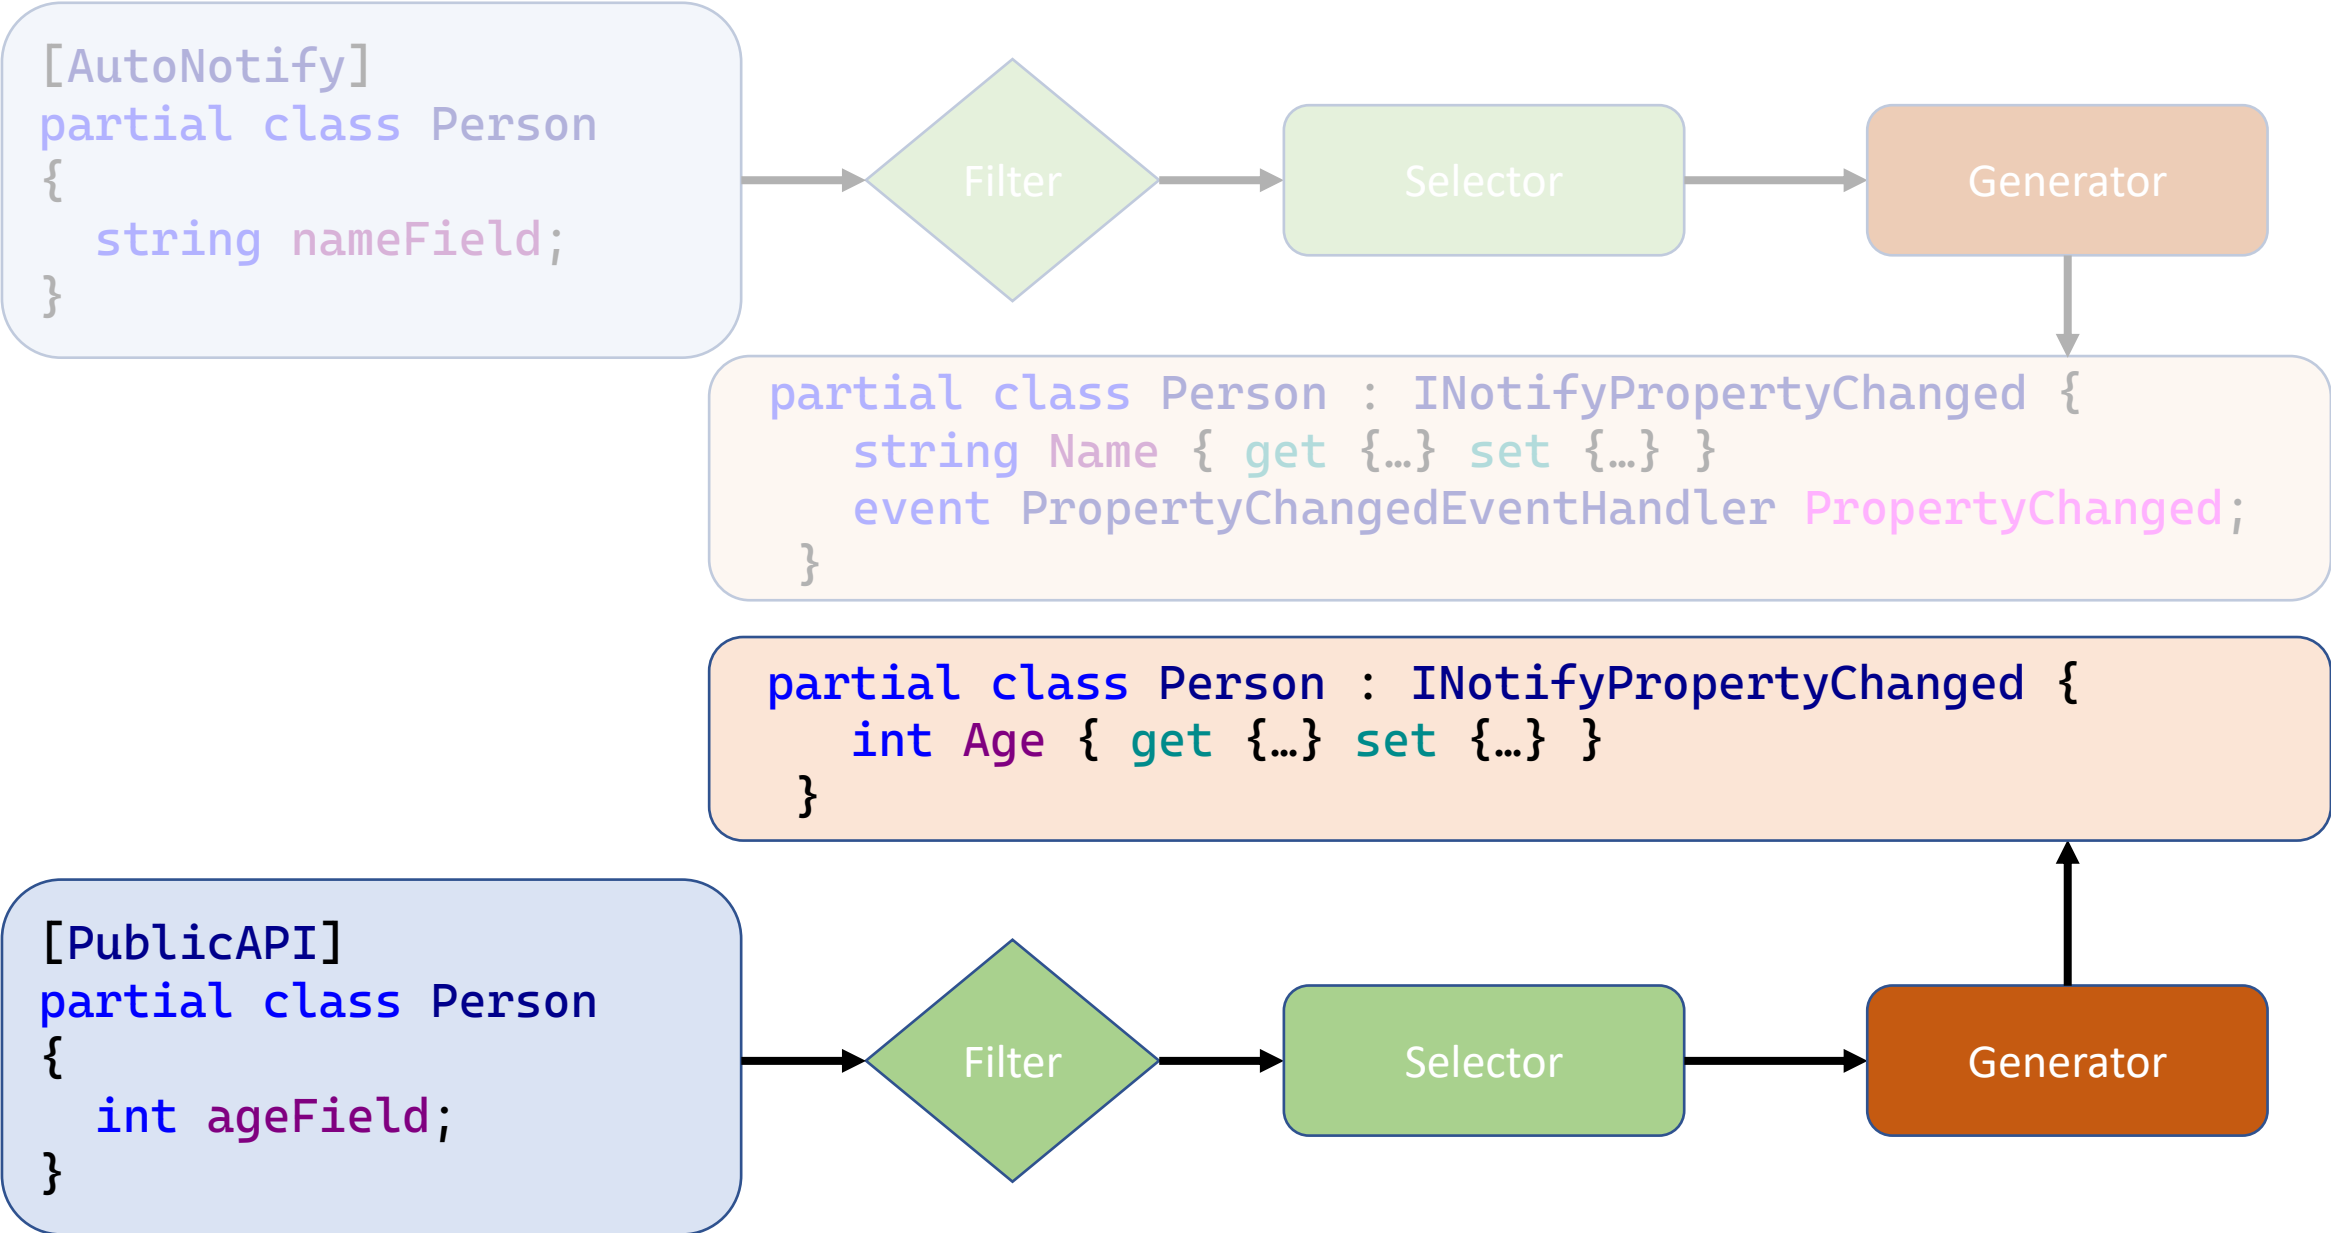 [AutoNotify]
partial class Person
{
  string nameField;
}
Filter
Selector
Generator
partial class Person : INotifyPropertyChanged {
   string Name { get {…} set {…} }
   event PropertyChangedEventHandler PropertyChanged;
 }
partial class Person : INotifyPropertyChanged {
   int Age { get {…} set {…} }
 }
[PublicAPI]
partial class Person
{
  int ageField;
}
Filter
Selector
Generator